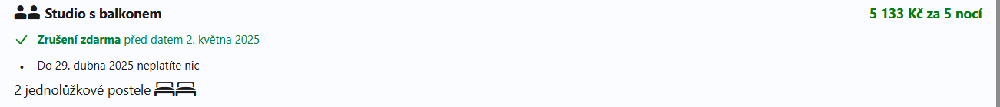 Studio s balkonem
5 133 Kč za 5 nocí
Zrušení zdarma před datem 2. května 2025
Do 29. dubna 2025 neplatíte nic
2 jednolůžkové postele